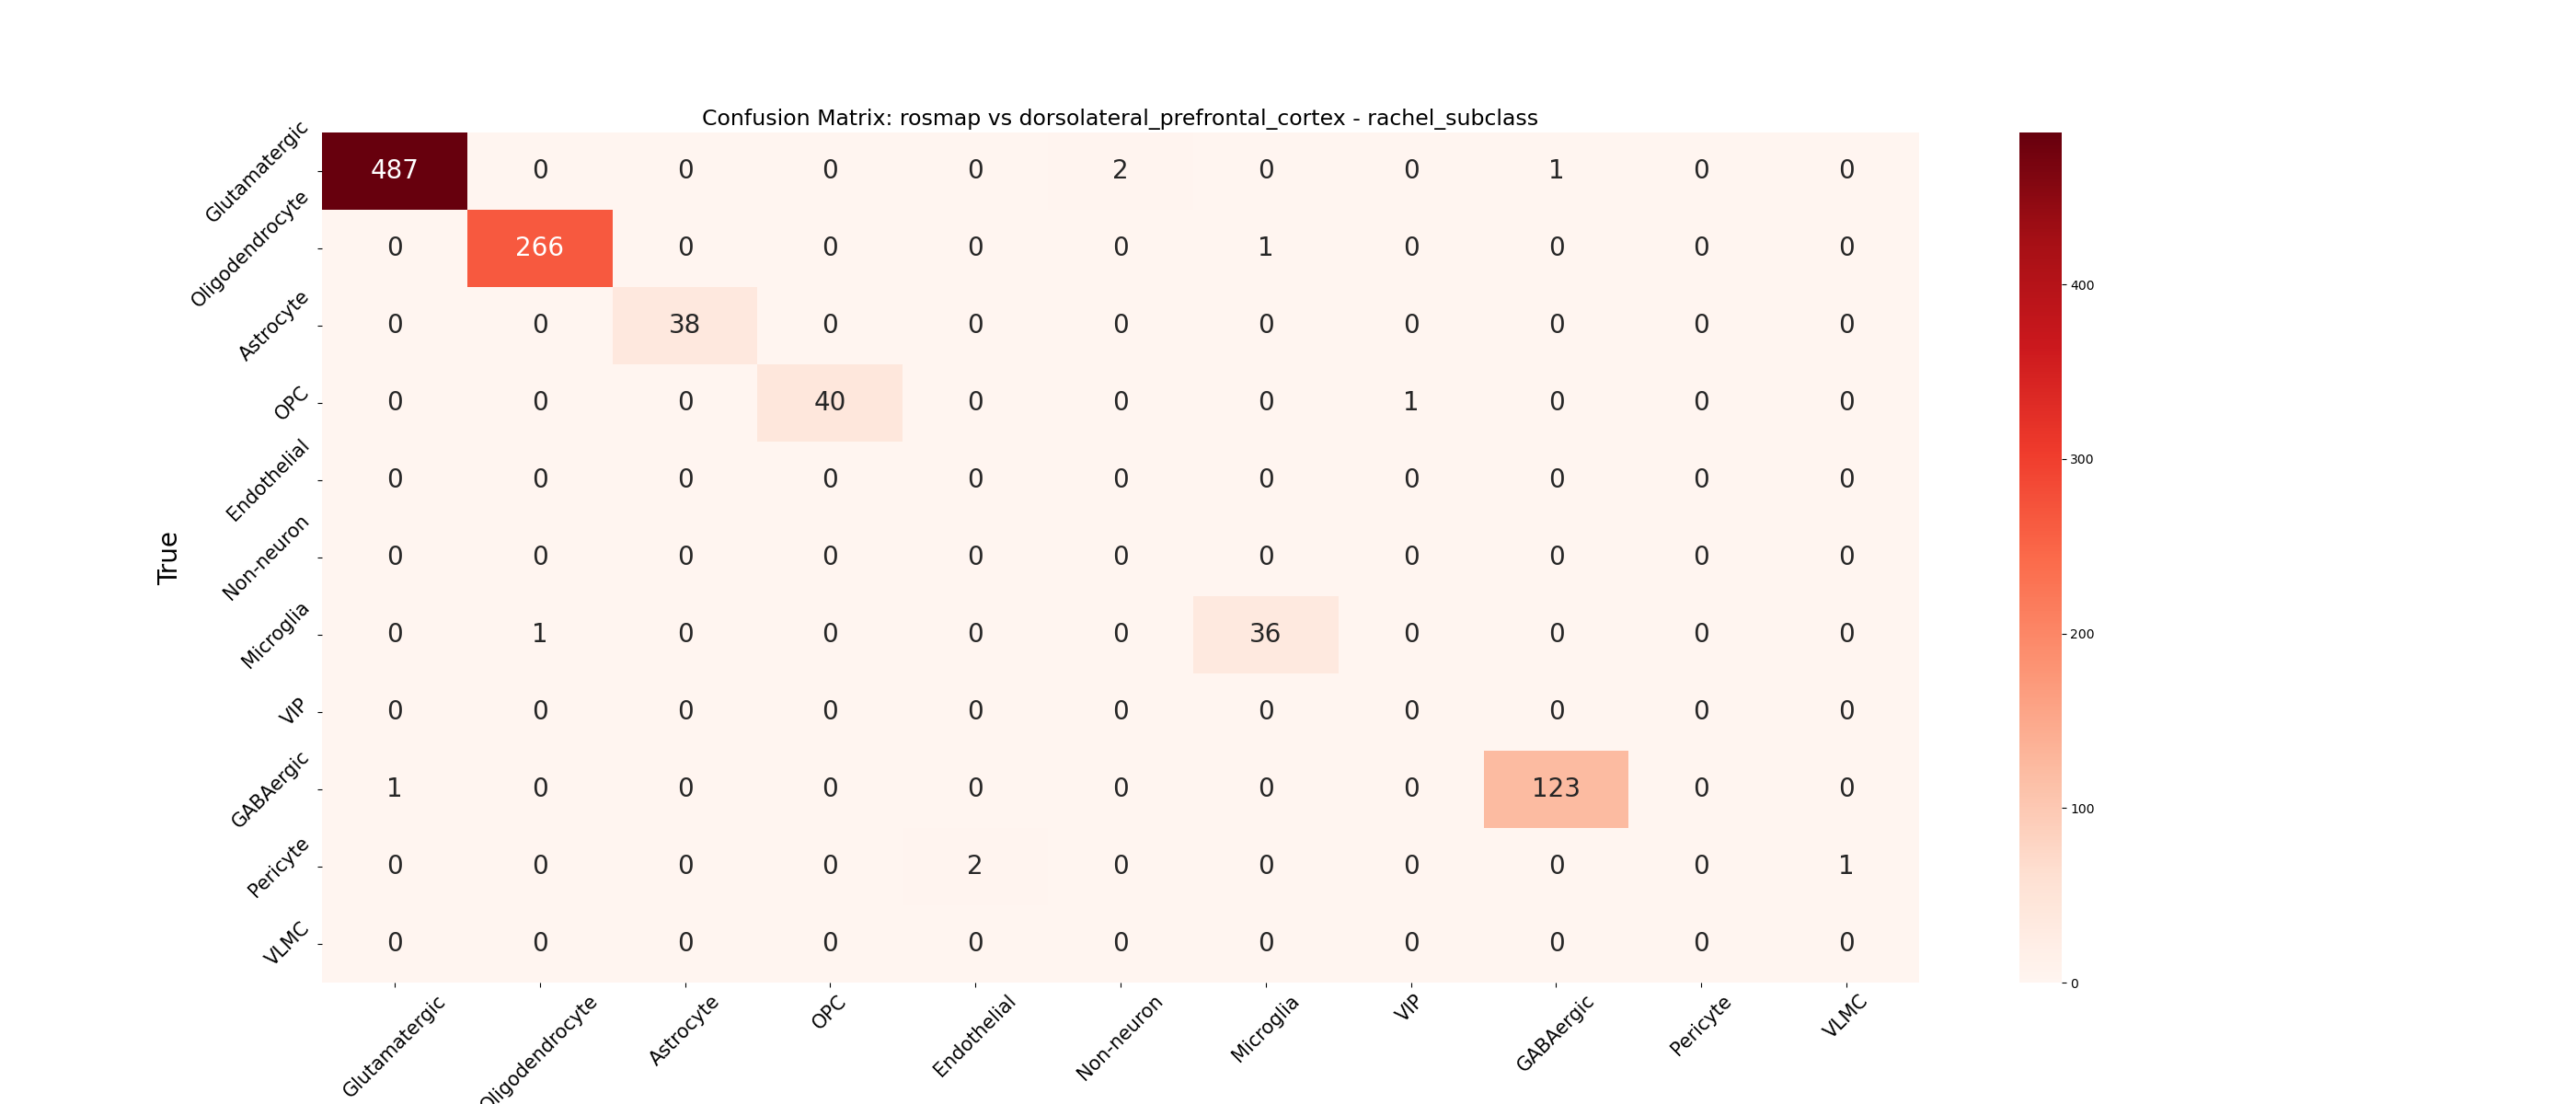 Confusion Matrix: rosmap vs dorsolateral_prefrontal_cortex - rachel_subclass
True
Glutamatergic 487 0 0 0 0 2 0 0 1 0 0
Oligodendrocyte 0 266 0 0 0 0 1 0 0 0 0
Astrocyte 0 0 38 0 0 0 0 0 0 0 0
OPC 0 0 0 40 0 0 0 1 0 0 0
Endothelial 0 0 0 0 0 0 0 0 0 0 0
Non-neuron 0 0 0 0 0 0 0 0 0 0 0
Microglia 0 1 0 0 0 0 36 0 0 0 0
VIP 0 0 0 0 0 0 0 0 0 0 0
GABAergic 1 0 0 0 0 0 0 0 123 0 0
Pericyte 0 0 0 0 2 0 0 0 0 0 1
VLMC 0 0 0 0 0 0 0 0 0 0 0
Glutamatergic Oligodendrocyte Astrocyte OPC Endothelial Non-neuron Microglia VIP GABAergic Pericyte VLMC
400
300
200
100
0